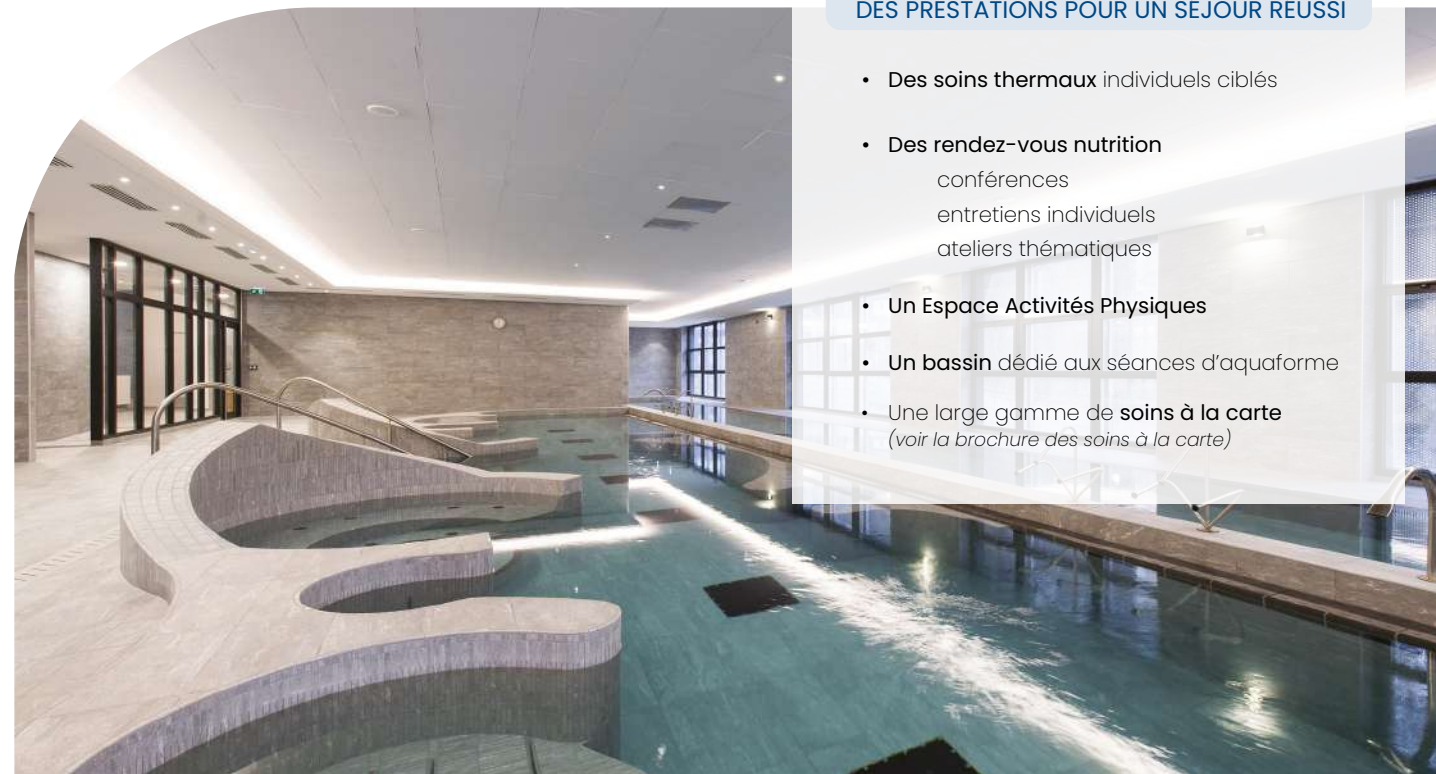 DES PRESTATIONS POUR UN SÉJOUR RÉUSSI
• Des soins thermaux individuels ciblés
• Des rendez-vous nutrition
conférences
entretiens individuels
ateliers thématiques
• Un Espace Activités Physiques
• Un bassin dédié aux séances d’aquaforme
• Une large gamme de soins à la carte
(voir la brochure des soins à la carte)